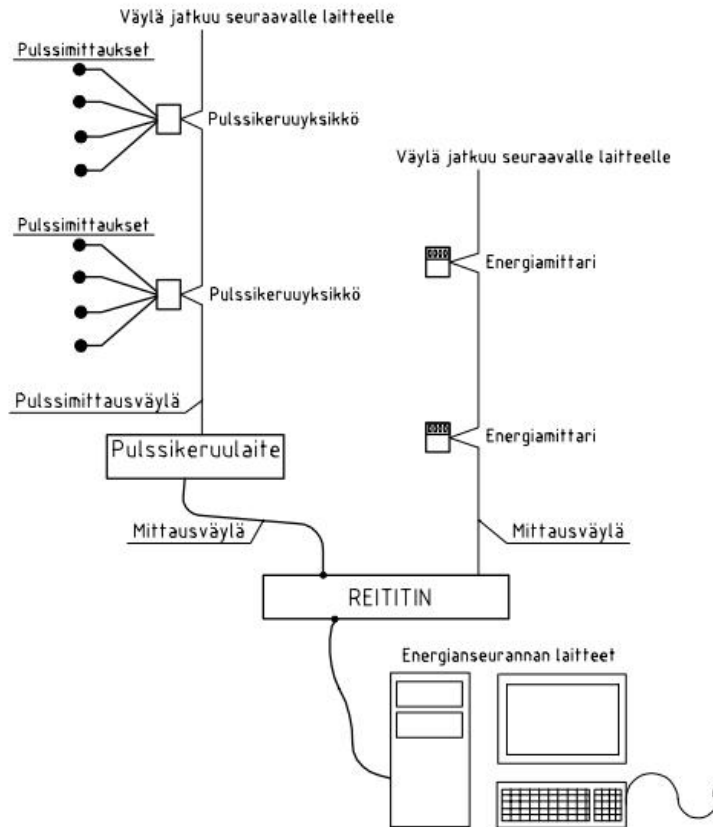 Väylä jatkuu seuraavalle laitteelle
Pulssimittaukset
Pulssikeruuyksikkö
Väylä jatkuu seuraavalle laitteelle
Pulssimittaukset
Energiamittari
Pulssikeruuyksikkö
Pulssimittausväylä
Energiamittari
Pulssikeruulaite
Mittausväylä
Mittausväylä
REITITIN
Energianseurannan laitteet